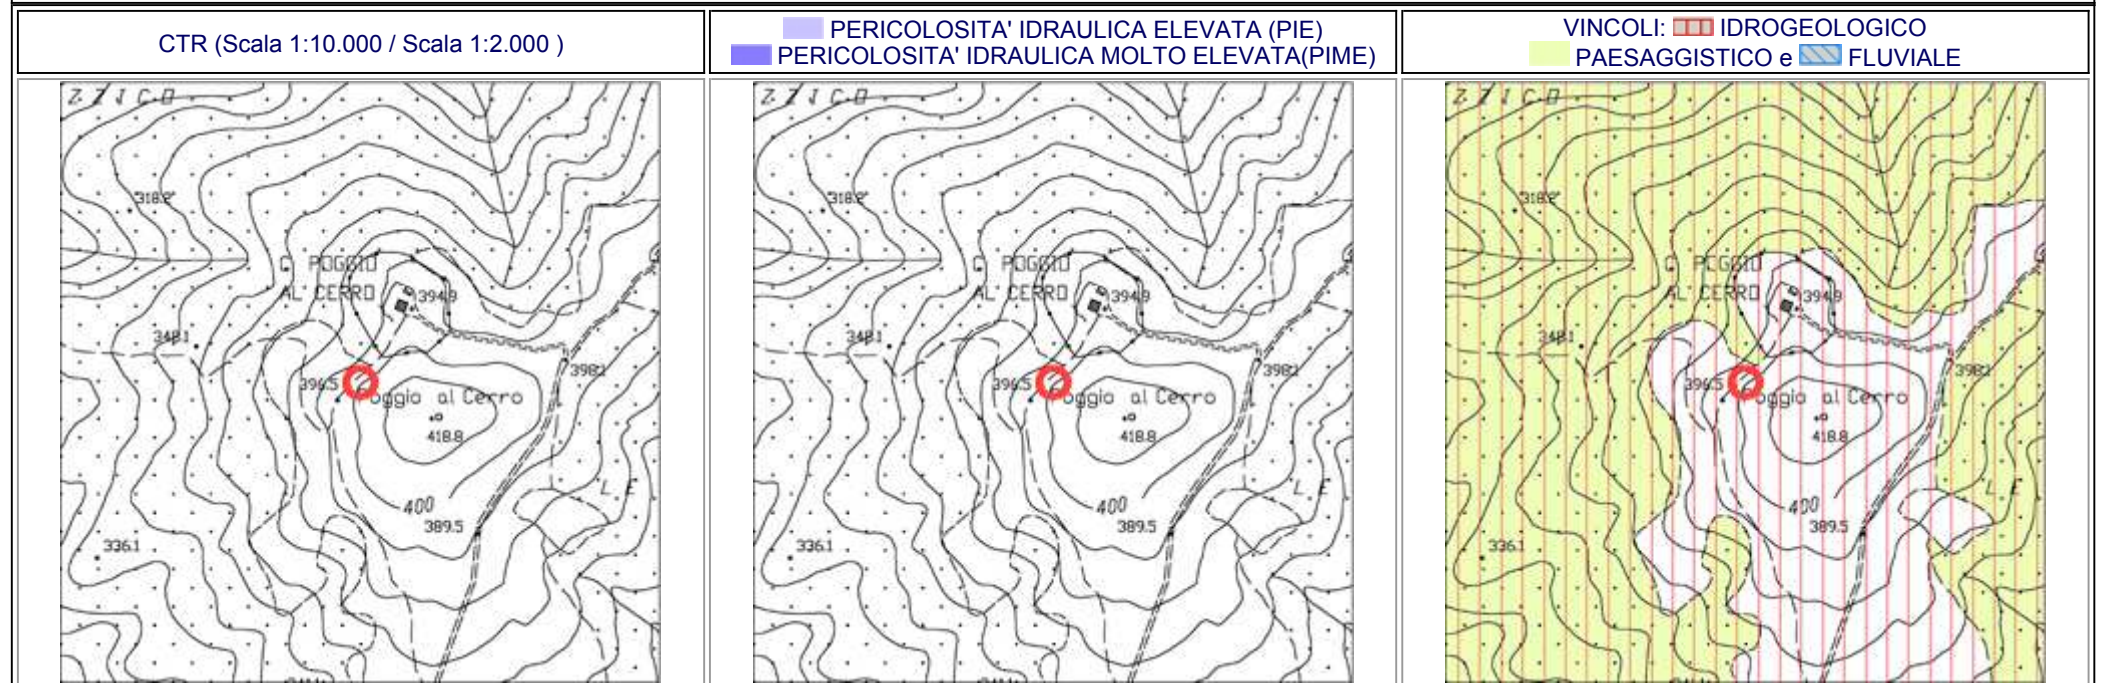 CTR (Scala 1:10.000 / Scala 1:2.000 )
PERICOLOSITA' IDRAULICA ELEVATA (PIE)
PERICOLOSITA' IDRAULICA MOLTO ELEVATA(PIME)
VINCOLI: IDROGEOLOGICO
PAESAGGISTICO e FLUVIALE
318.2
POGGIO
AL CERRO
394.9
348.1
396.5
398.1
oggio al Cerro
418.8
400
389.5
336.1
L E
318.2
POGGIO
AL CERRO
394.9
348.1
396.5
398.1
oggio al Cerro
418.8
400
389.5
336.1
L E
318.2
POGGIO
AL CERRO
394.9
348.1
396.5
398.1
oggio al Cerro
418.8
400
389.5
336.1
L E